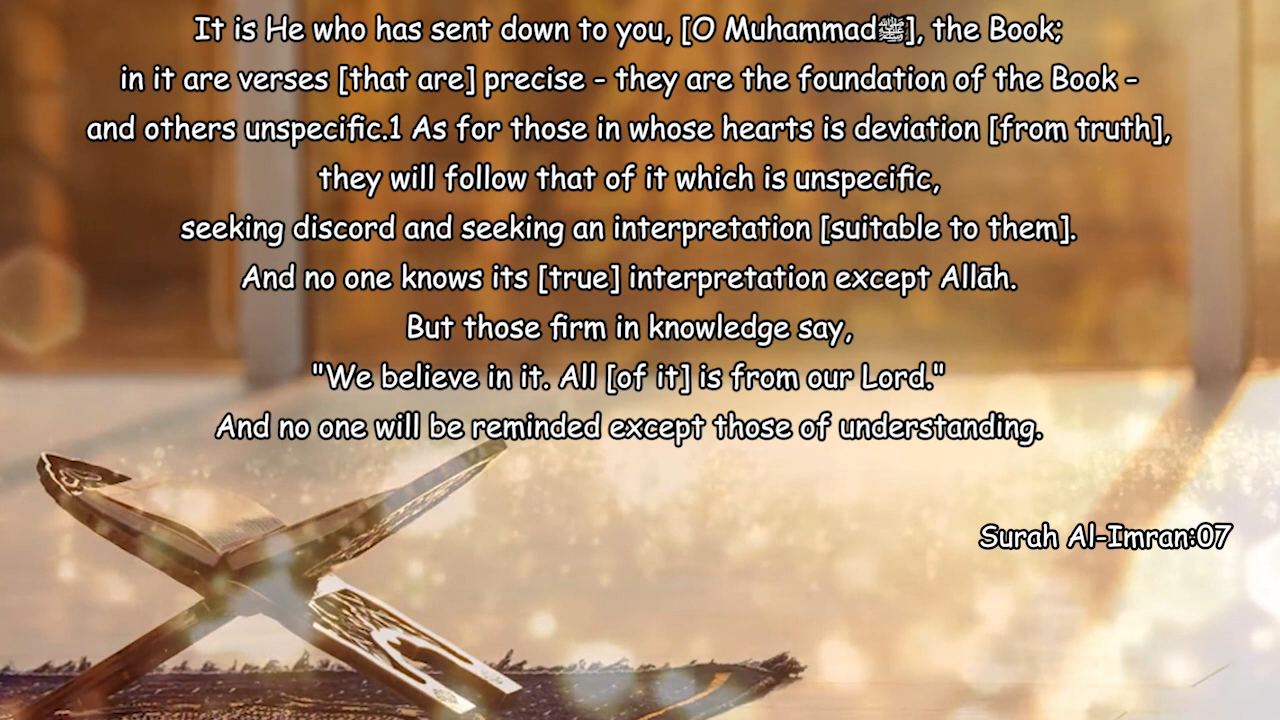 It is He who has sent down to you, [O Muhammadﷺ], the Book;
in it are verses [that are] precise - they are the foundation of the Book -
and others unspecific.1 As for those in whose hearts is deviation [from truth],
they will follow that of it which is unspecific,
seeking discord and seeking an interpretation [suitable to them].
And no one knows its [true] interpretation except Allāh.
But those firm in knowledge say,
"We believe in it. All [of it] is from our Lord."
And no one will be reminded except those of understanding.
Surah Al-Imran:07